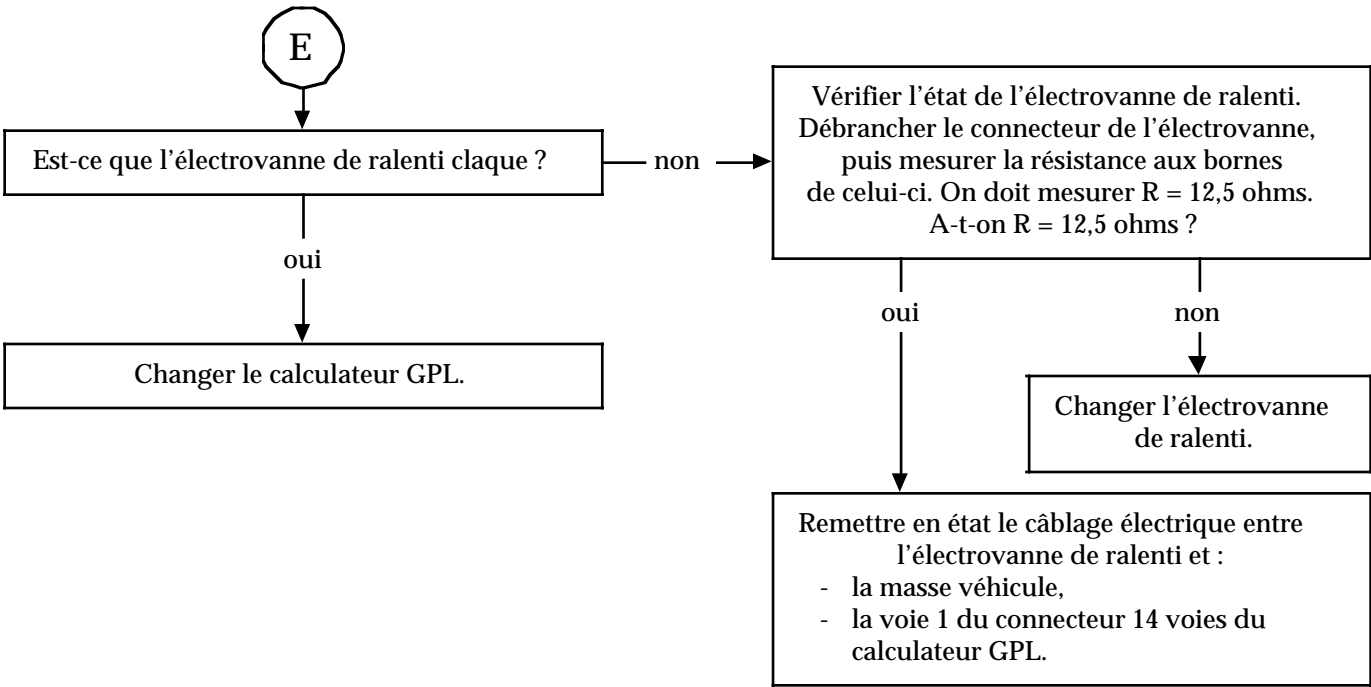 E
Est-ce que l’électrovanne de ralenti claque ?
non
Vérifier l’état de l’électrovanne de ralenti.
Débrancher le connecteur de l’électrovanne,
puis mesurer la résistance aux bornes
de celui-ci. On doit mesurer R = 12,5 ohms.
A-t-on R = 12,5 ohms ?
oui
Changer le calculateur GPL.
oui
non
Changer l’électrovanne
de ralenti.
Remettre en état le câblage électrique entre
l’électrovanne de ralenti et :
- la masse véhicule,
- la voie 1 du connecteur 14 voies du
calculateur GPL.